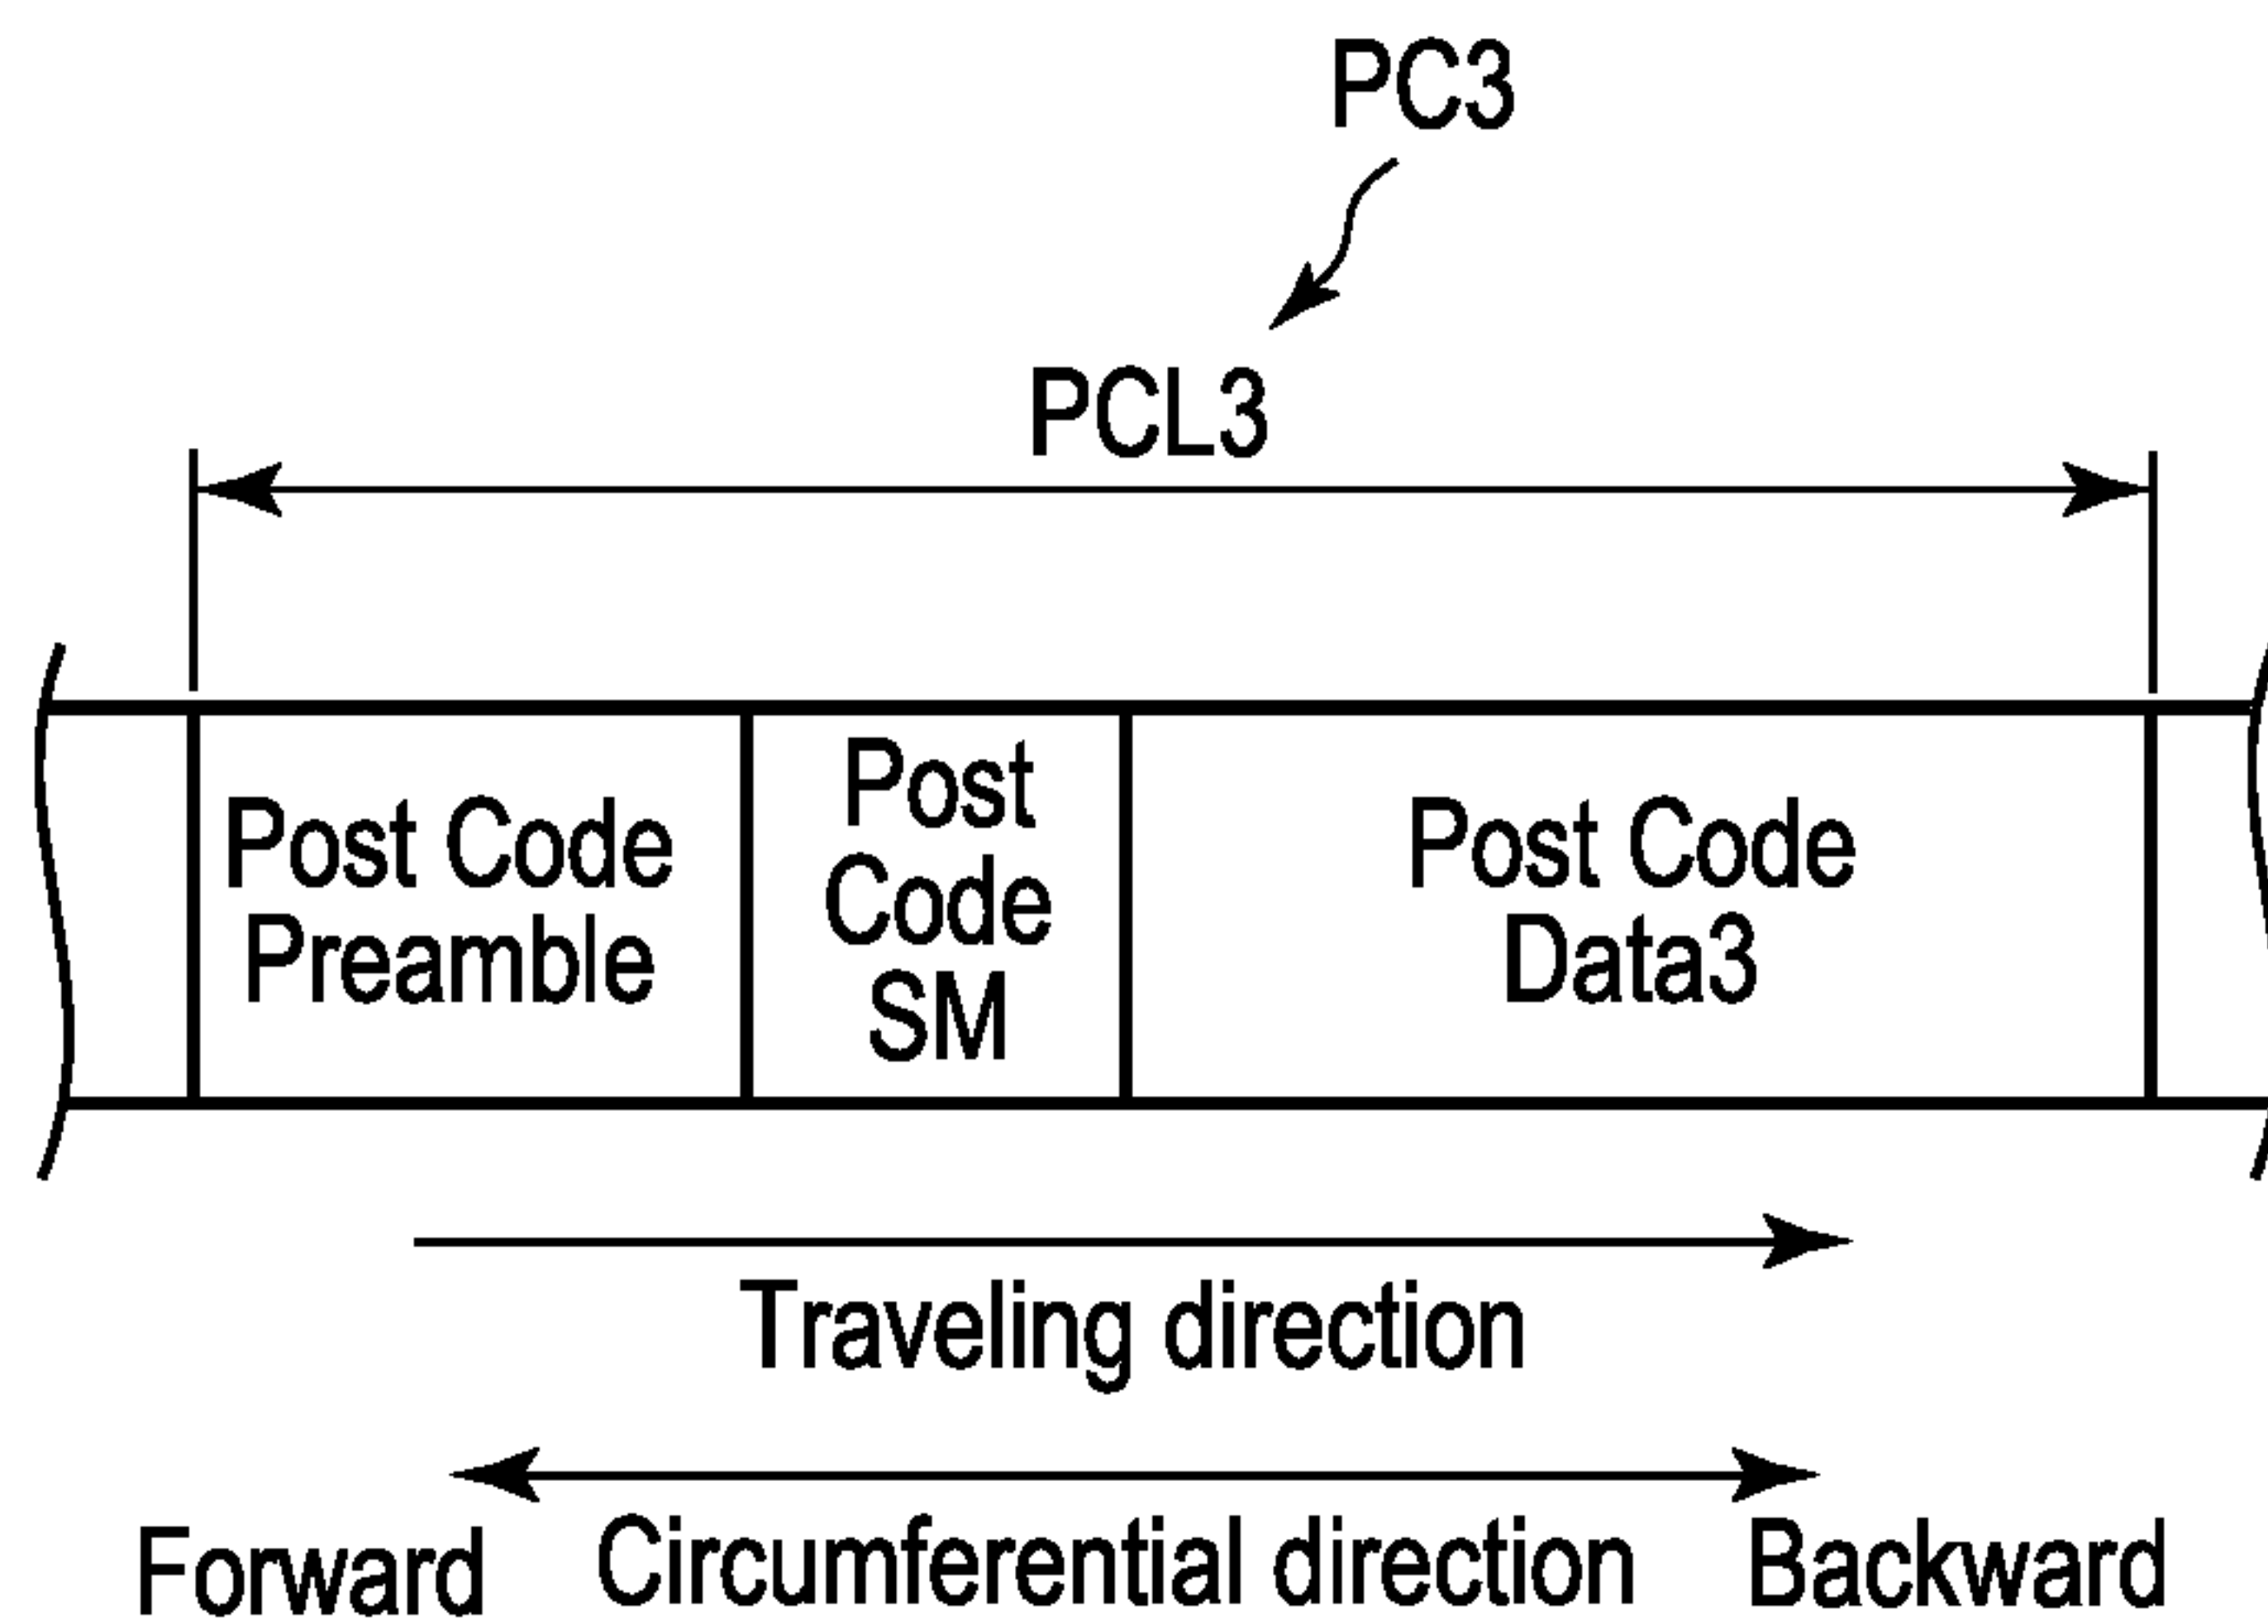 PC3
PCL3
Post Code
Preamble
Post
Code
SM
Post Code
Data3
Traveling direction
Forward
Circumferential direction
Backward